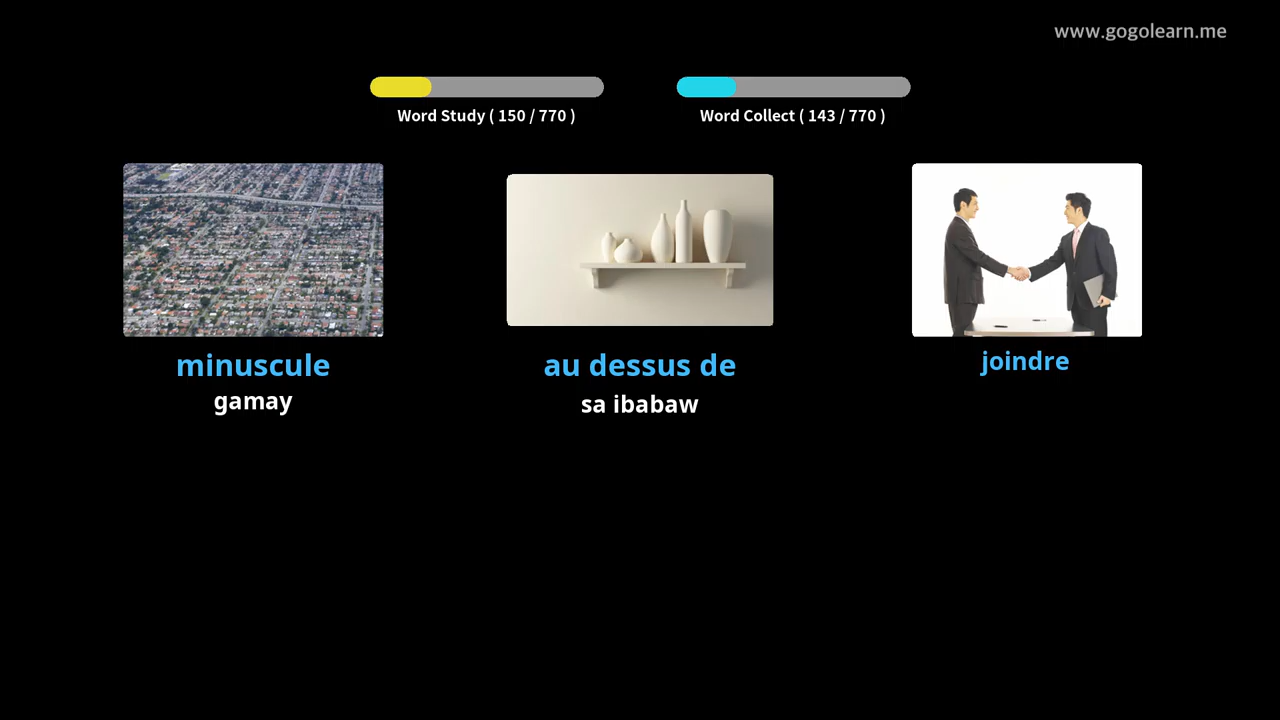 www.gogolearn.me
Word Study ( 150 / 770 )
Word Collect ( 143 / 770 )
minuscule
gamay
au dessus de
sa ibabaw
joindre